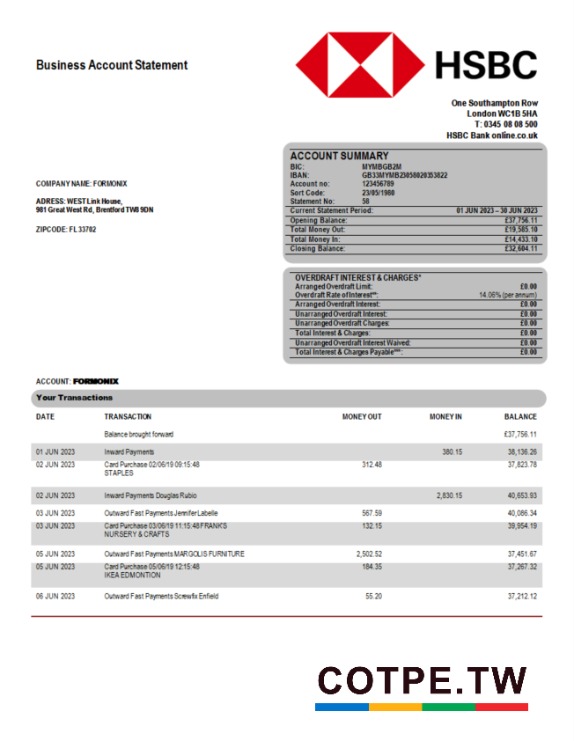 Business Account Statement
HSBC
One Southampton Row
London WC1B 5HA
T: 0345 08 08 500
HSBC Bank online.co.uk
ACCOUNT SUMMARY
BIC: MYMBGB2M
IBAN: GB33MYMB23058020353822
Account no: 123456789
Sort Code: 23/05/1980
Statement No: 58
Current Statement Period: 01 JUN 2023 – 30 JUN 2023
Opening Balance: £37,756.11
Total Money Out: £19,585.10
Total Money In: £14,433.10
Closing Balance: £32,604.11
COMPANY NAME: FORMONIX
ADRESS: WEST Link House,
981 Great West Rd, Brentford TW8 9DN
ZIPCODE: FL 33702
OVERDRAFT INTEREST & CHARGES*
Arranged Overdraft Limit: £0.00
Overdraft Rate of Interest**: 14.06% (per annum)
Arranged Overdraft Interest: £0.00
Unarranged Overdraft Interest: £0.00
Unarranged Overdraft Charges: £0.00
Total Interest & Charges: £0.00
Unarranged Overdraft Interest Waived: £0.00
Total Interest & Charges Payable***: £0.00
ACCOUNT: FORMONIX
Your Transactions
DATE TRANSACTION MONEY OUT MONEY IN BALANCE
Balance brought forward £37,756.11
01 JUN 2023 Inward Payments 380.15 38,136.26
02 JUN 2023 Card Purchase 02/06/19 09:15:48 312.48 37,823.78
STAPLES
02 JUN 2023 Inward Payments Douglas Rubio 2,830.15 40,653.93
03 JUN 2023 Outward Fast Payments Jennifer Labelle 567.59 40,086.34
03 JUN 2023 Card Purchase 03/06/19 11:15:48 FRANKS 132.15 39,954.19
NURSERY & CRAFTS
05 JUN 2023 Outward Fast Payments MARGOLIS FURNITURE 2,502.52 37,451.67
05 JUN 2023 Card Purchase 05/06/19 12:15:48 184.35 37,267.32
IKEA EDMONTION
06 JUN 2023 Outward Fast Payments Screwfix Enfield 55.20 37,212.12
COTPE.TW